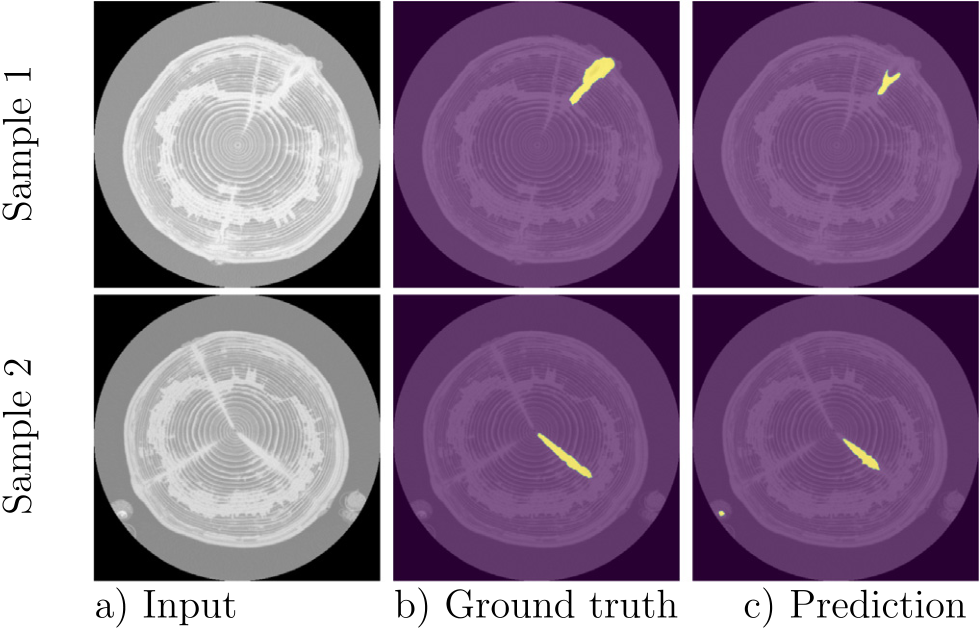 Sample 1
Sample 2
a) Input
b) Ground truth
c) Prediction